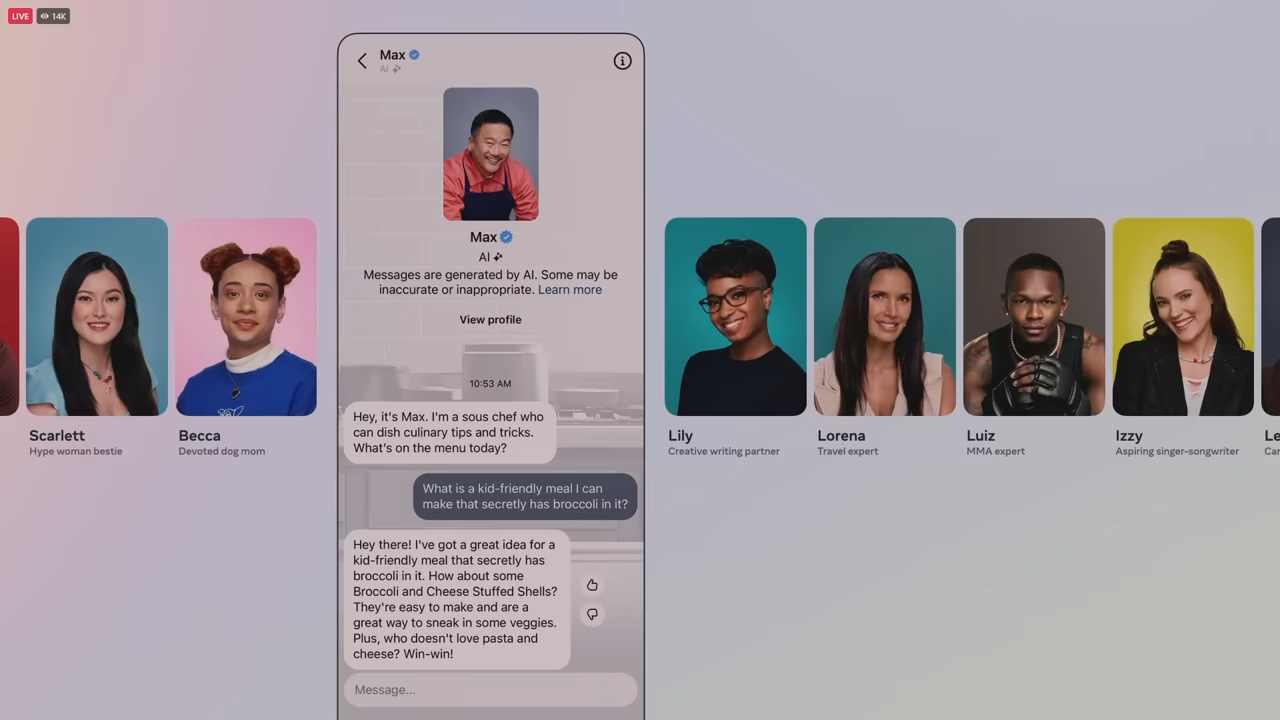 LIVE
14K
Max
AI
Max
AI
Messages are generated by AI. Some may be
inaccurate or inappropriate. Learn more
View profile
10:53 AM
Hey, it's Max. I'm a sous chef who
can dish culinary tips and tricks.
What's on the menu today?
What is a kid-friendly meal I can
make that secretly has broccoli in it?
Hey there! I've got a great idea for a
kid-friendly meal that secretly has
broccoli in it. How about some
Broccoli and Cheese Stuffed Shells?
They're easy to make and are a
great way to sneak in some veggies.
Plus, who doesn't love pasta and
cheese? Win-win!
Message...
Scarlett
Hype woman bestie
Becca
Devoted dog mom
Lily
Creative writing partner
Lorena
Travel expert
Luiz
MMA expert
Izzy
Aspiring singer-songwriter